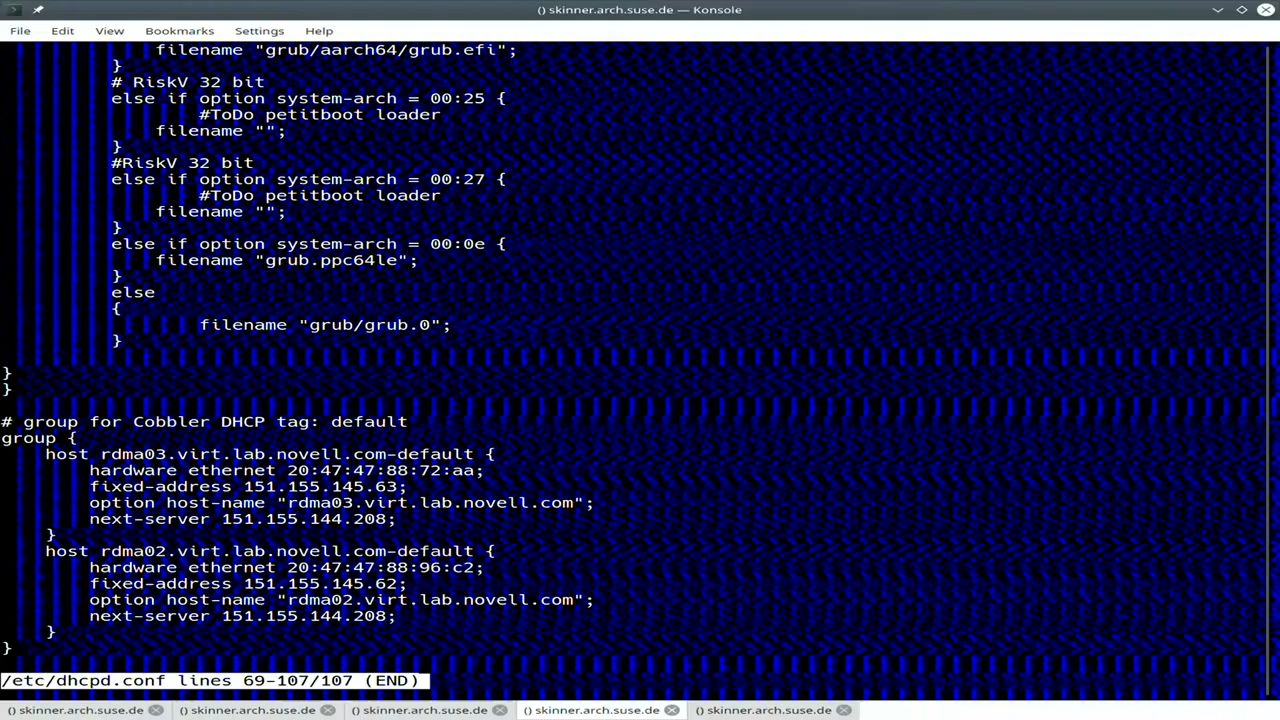 () skinner.arch.suse.de — Konsole
File Edit View Bookmarks Settings Help
filename "grub/aarch64/grub.efi";
}
# RiskV 32 bit
else if option system-arch = 00:25 {
#ToDo petitboot loader
filename "";
}
#RiskV 32 bit
else if option system-arch = 00:27 {
#ToDo petitboot loader
filename "";
}
else if option system-arch = 00:0e {
filename "grub.ppc64le";
}
else
{
filename "grub/grub.0";
}
}
}
# group for Cobbler DHCP tag: default
group {
host rdma03.virt.lab.novell.com-default {
hardware ethernet 20:47:47:88:72:aa;
fixed-address 151.155.145.63;
option host-name "rdma03.virt.lab.novell.com";
next-server 151.155.144.208;
}
host rdma02.virt.lab.novell.com-default {
hardware ethernet 20:47:47:88:96:c2;
fixed-address 151.155.145.62;
option host-name "rdma02.virt.lab.novell.com";
next-server 151.155.144.208;
}
}
/etc/dhcpd.conf lines 69-107/107 (END)
() skinner.arch.suse.de () skinner.arch.suse.de () skinner.arch.suse.de () skinner.arch.suse.de () skinner.arch.suse.de